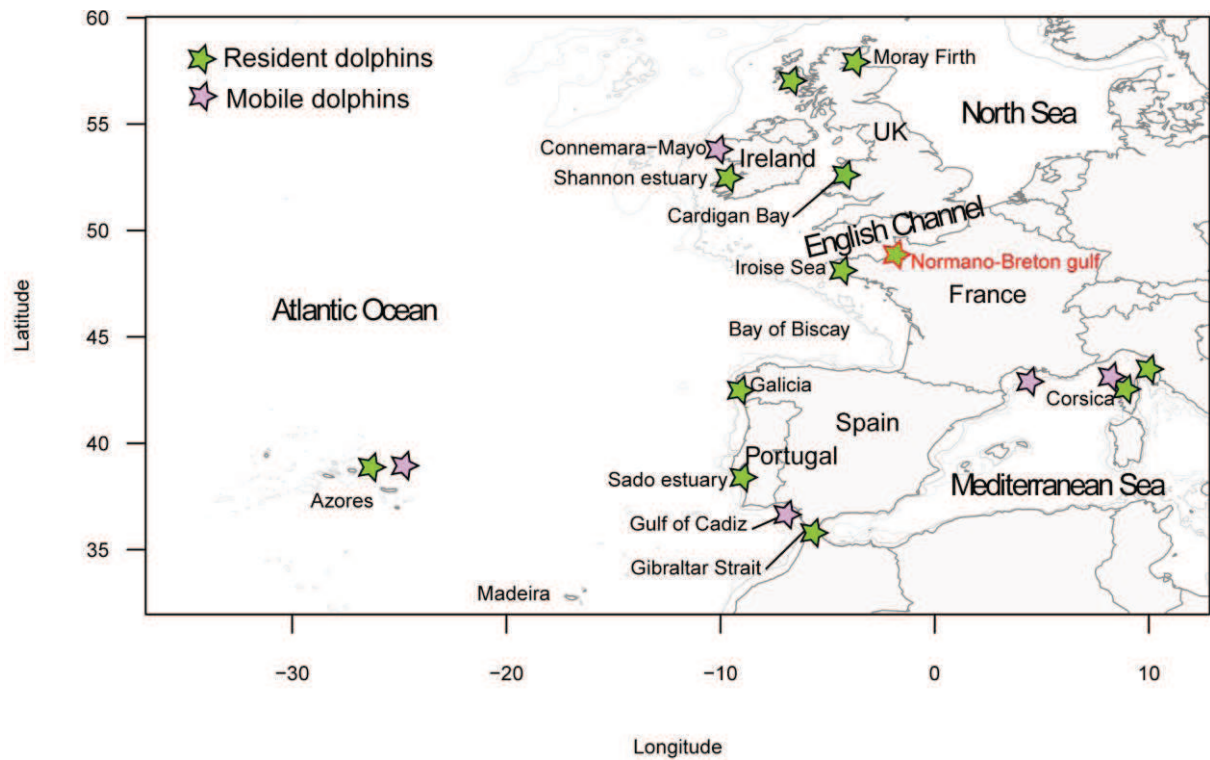 60
55
50
45
40
35
Latitude
Resident dolphins
Mobile dolphins
Moray Firth
North Sea
UK
Connemara−Mayo
Ireland
Shannon estuary
Cardigan Bay
English Channel
Normano-Breton gulf
Iroise Sea
France
Atlantic Ocean
Bay of Biscay
Galicia
Corsica
Spain
Portugal
Sado estuary
Mediterranean Sea
Azores
Gulf of Cadiz
Gibraltar Strait
Madeira
−30
−20
−10
0
10
Longitude